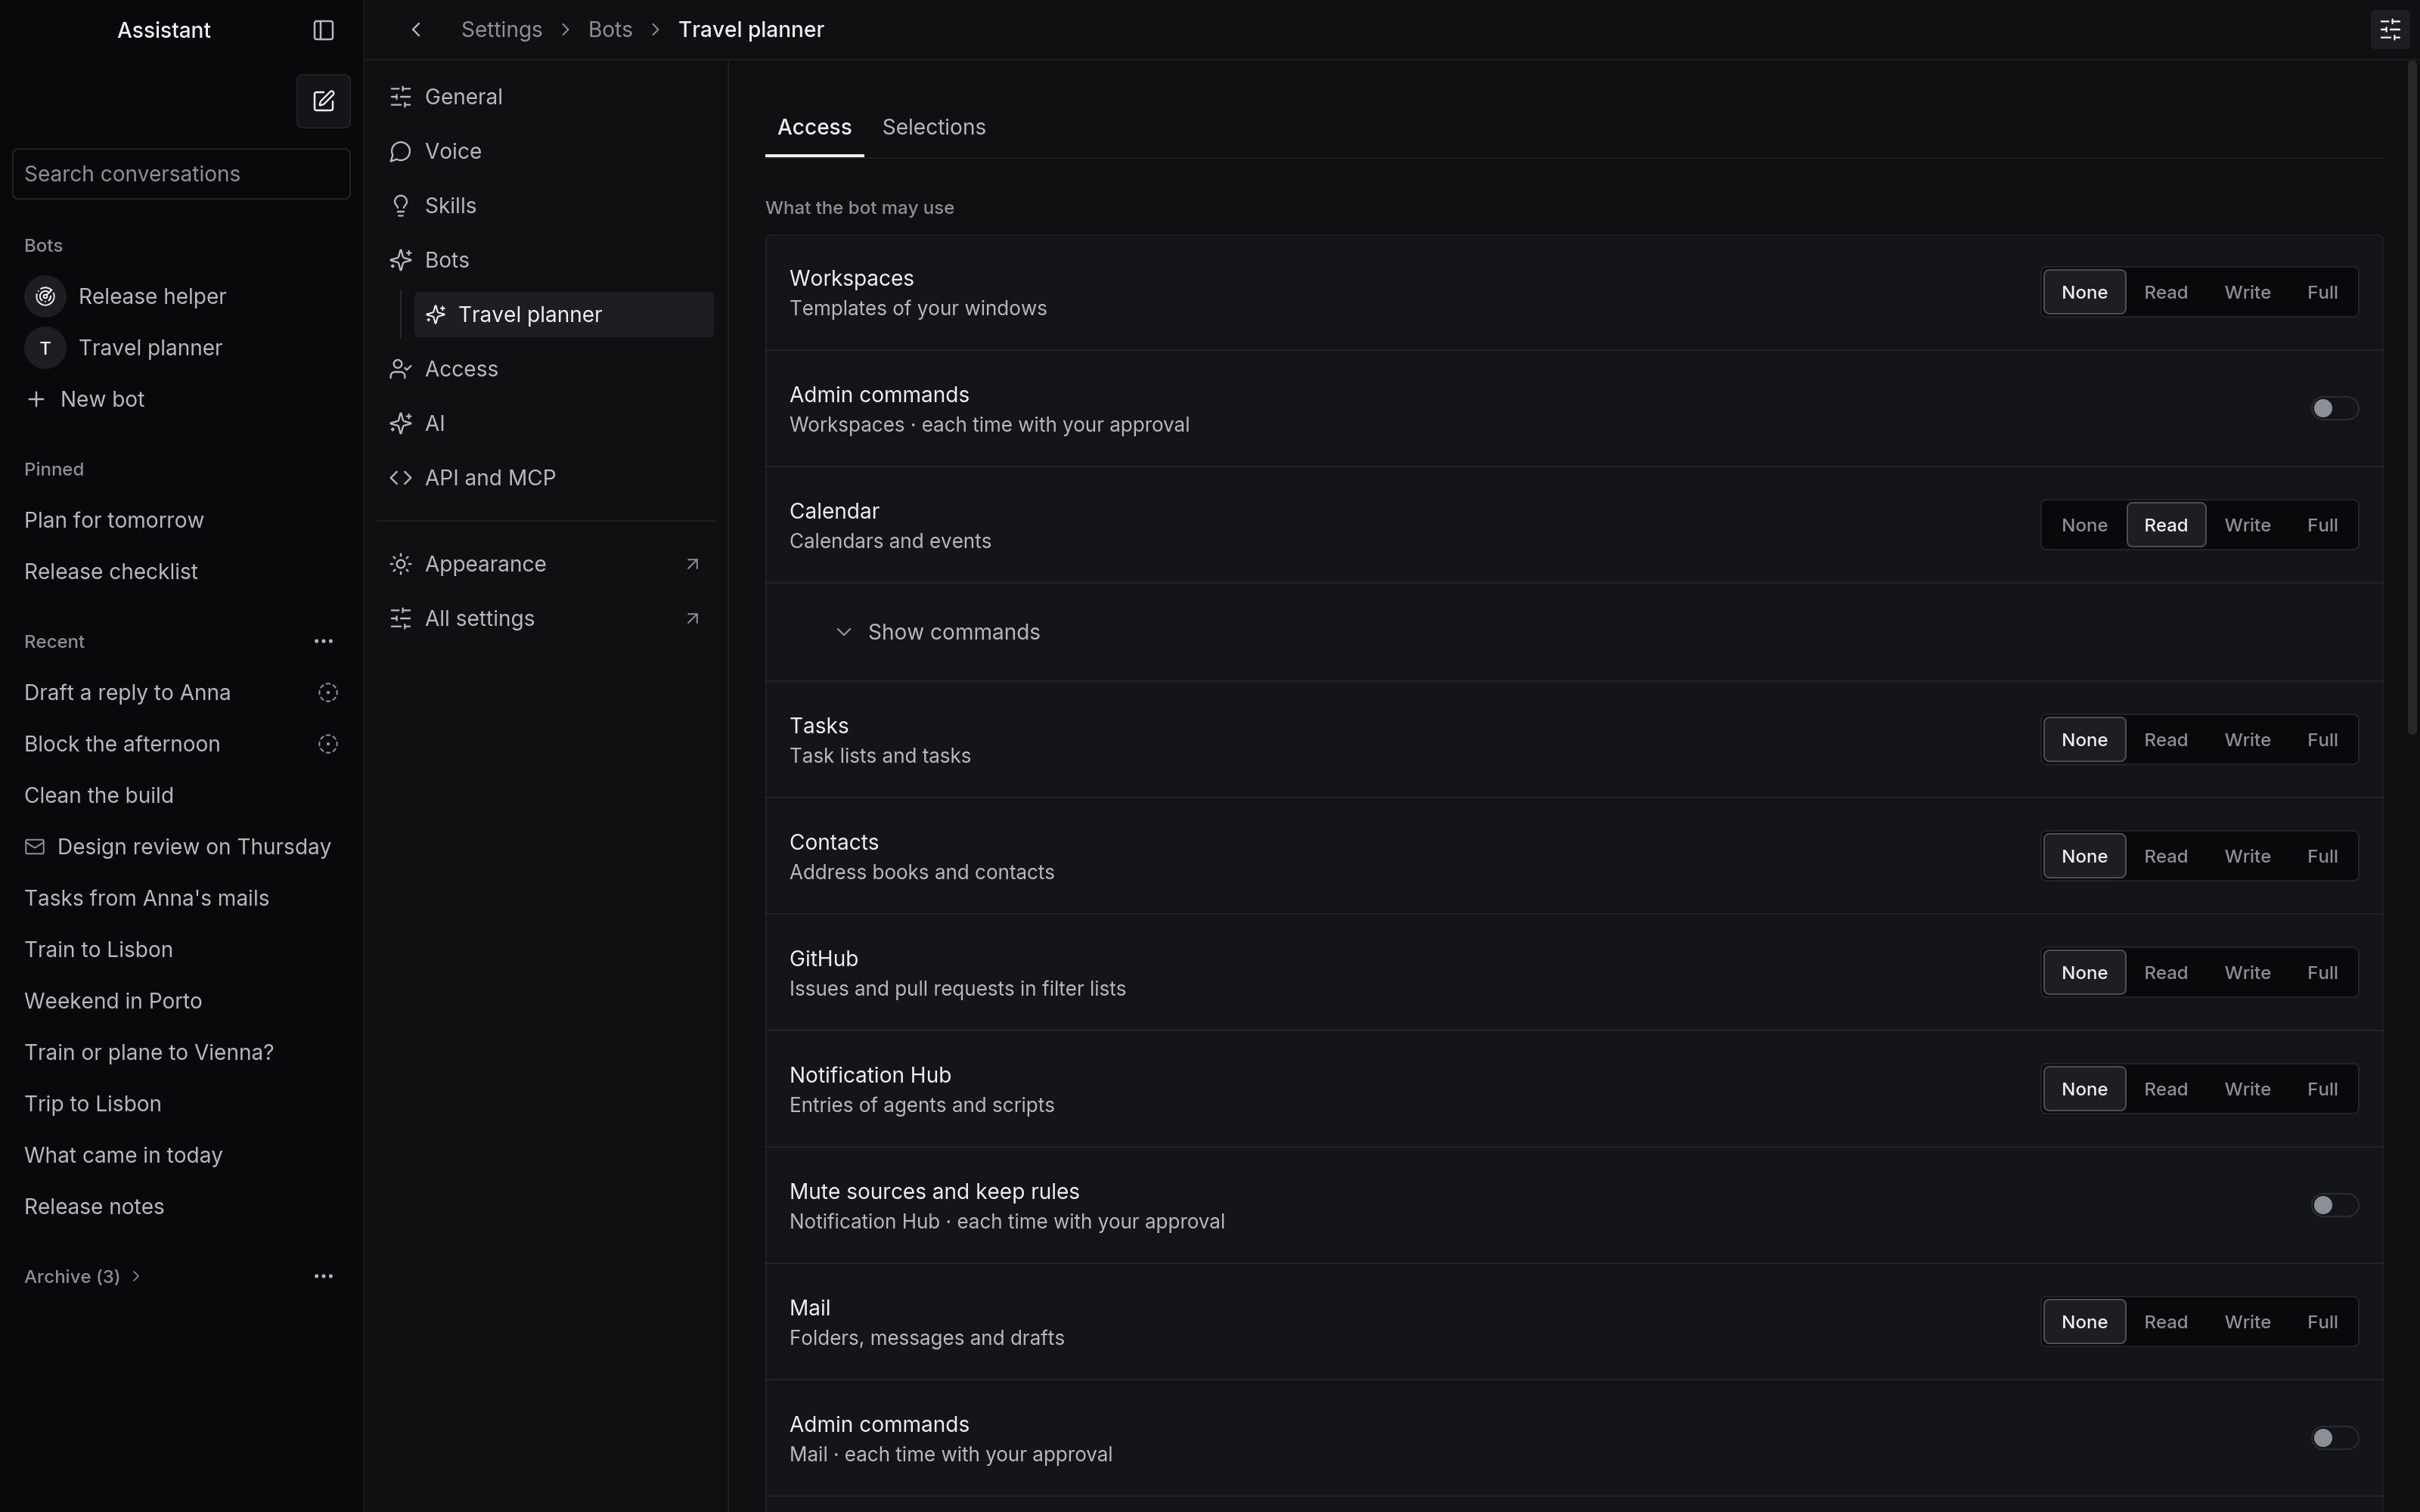 Assistant
Search conversations
Bots
Release helper
T
Travel planner
New bot
Pinned
Plan for tomorrow
Release checklist
Recent
Draft a reply to Anna
Block the afternoon
Clean the build
Design review on Thursday
Tasks from Anna's mails
Train to Lisbon
Weekend in Porto
Train or plane to Vienna?
Trip to Lisbon
What came in today
Release notes
Archive (3)
Settings
Bots
Travel planner
General
Voice
Skills
Bots
Travel planner
Access
AI
API and MCP
Appearance
All settings
Access
Selections
What the bot may use
Workspaces
Templates of your windows
None Read Write Full
Admin commands
Workspaces · each time with your approval
Calendar
Calendars and events
None Read Write Full
Show commands
Tasks
Task lists and tasks
None Read Write Full
Contacts
Address books and contacts
None Read Write Full
GitHub
Issues and pull requests in filter lists
None Read Write Full
Notification Hub
Entries of agents and scripts
None Read Write Full
Mute sources and keep rules
Notification Hub · each time with your approval
Mail
Folders, messages and drafts
None Read Write Full
Admin commands
Mail · each time with your approval